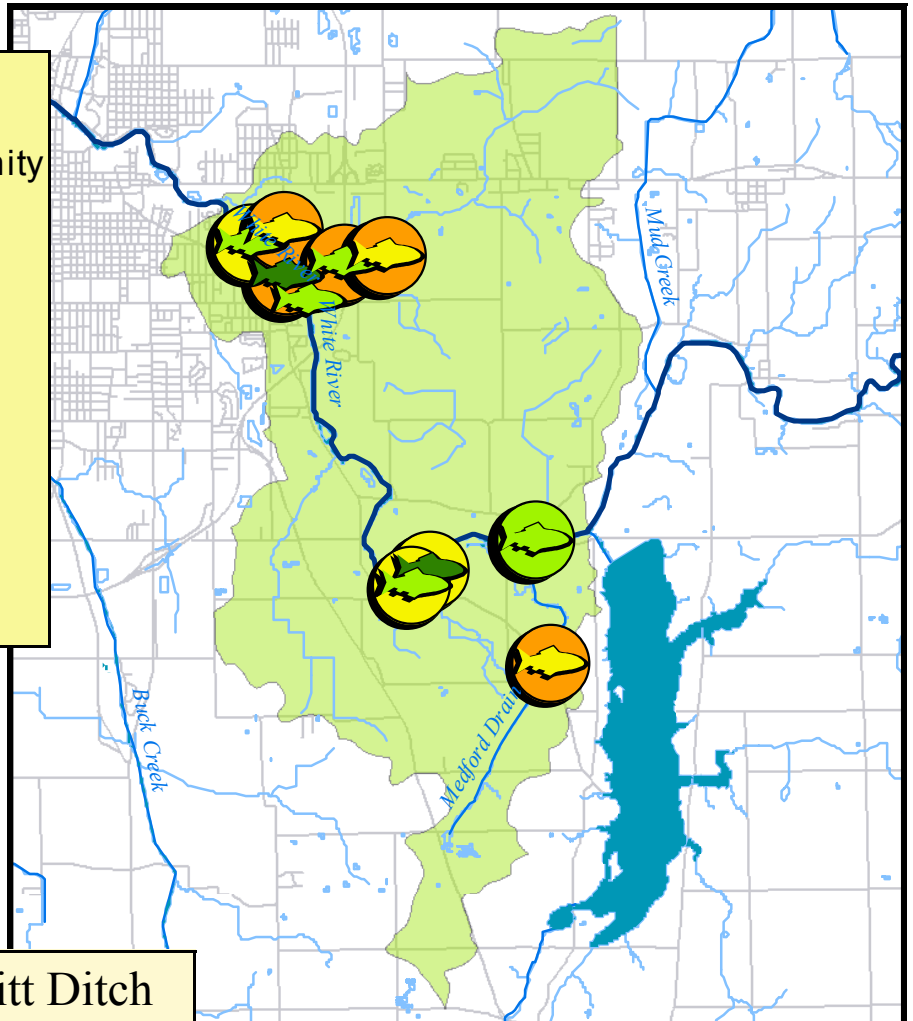 nity
White River
White River
Mud Creek
Buck Creek
Medford Drain
itt Ditch